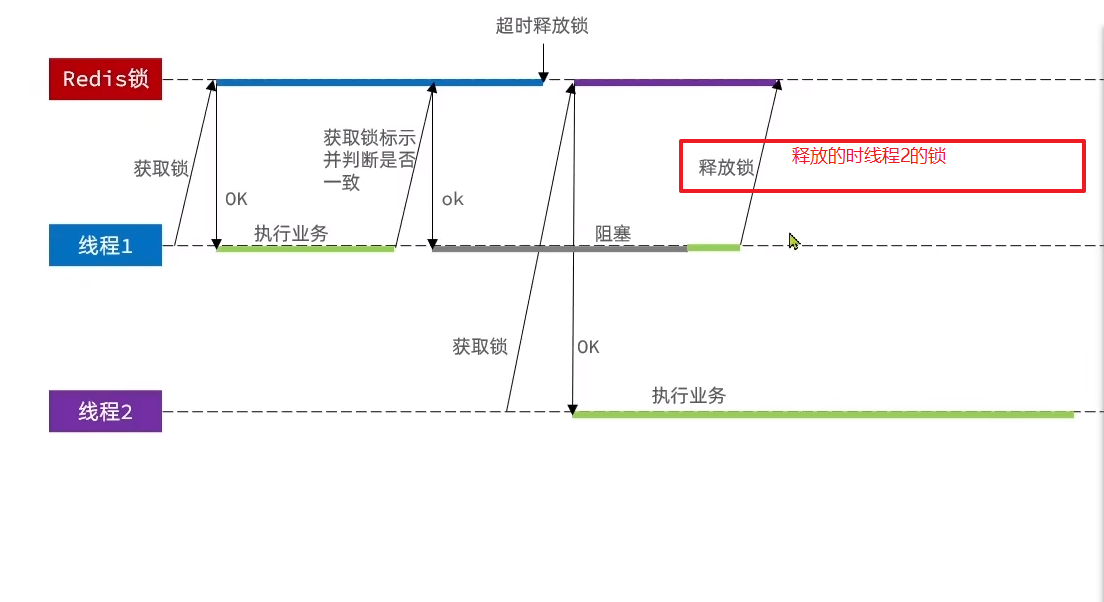 超时释放锁
Redis锁
获取锁
OK
获取锁标示
并判断是否
一致
ok
释放锁
释放的时线程2的锁
线程1
执行业务
阻塞
获取锁
OK
线程2
执行业务